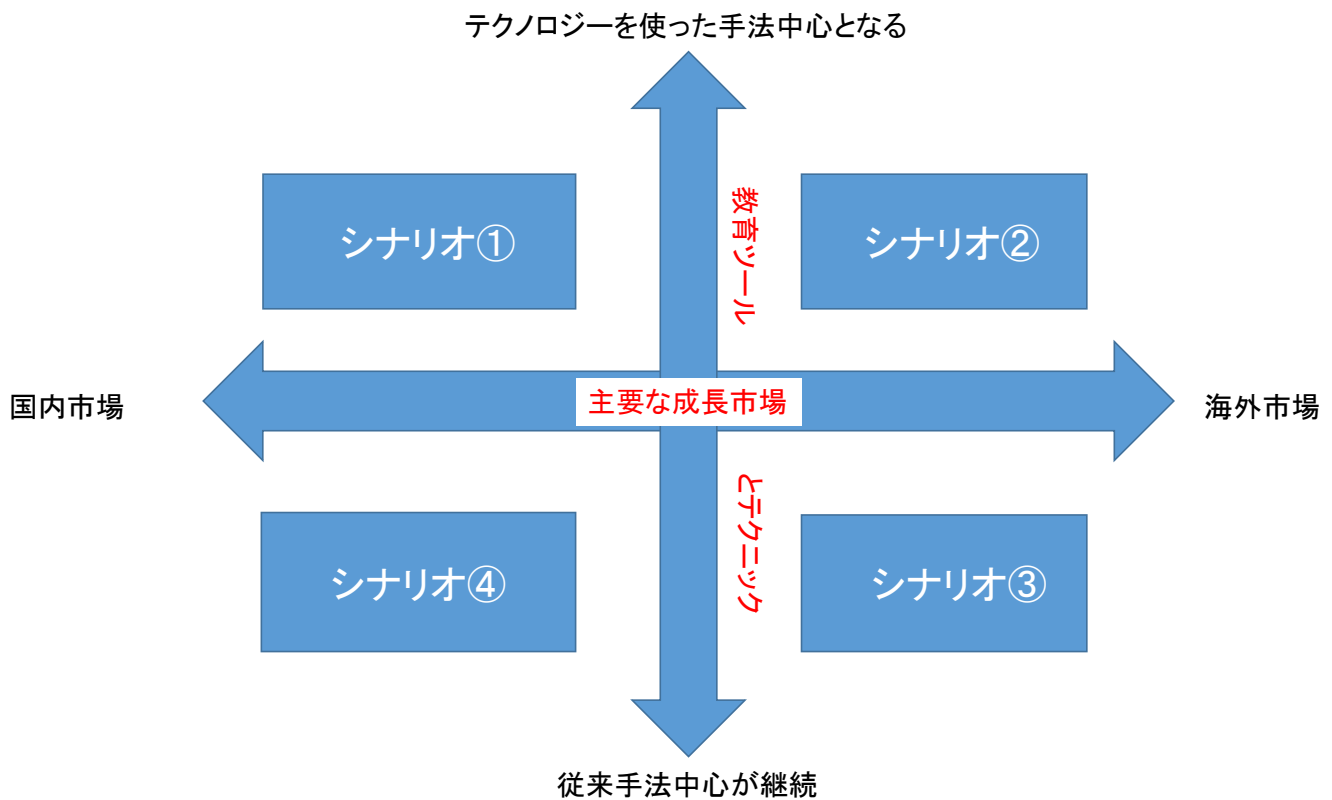 テクノロジーを使った手法中心となる
シナリオ①
教育ツール
シナリオ②
国内市場
主要な成長市場
海外市場
シナリオ④
とテクニック
シナリオ③
従来手法中心が継続